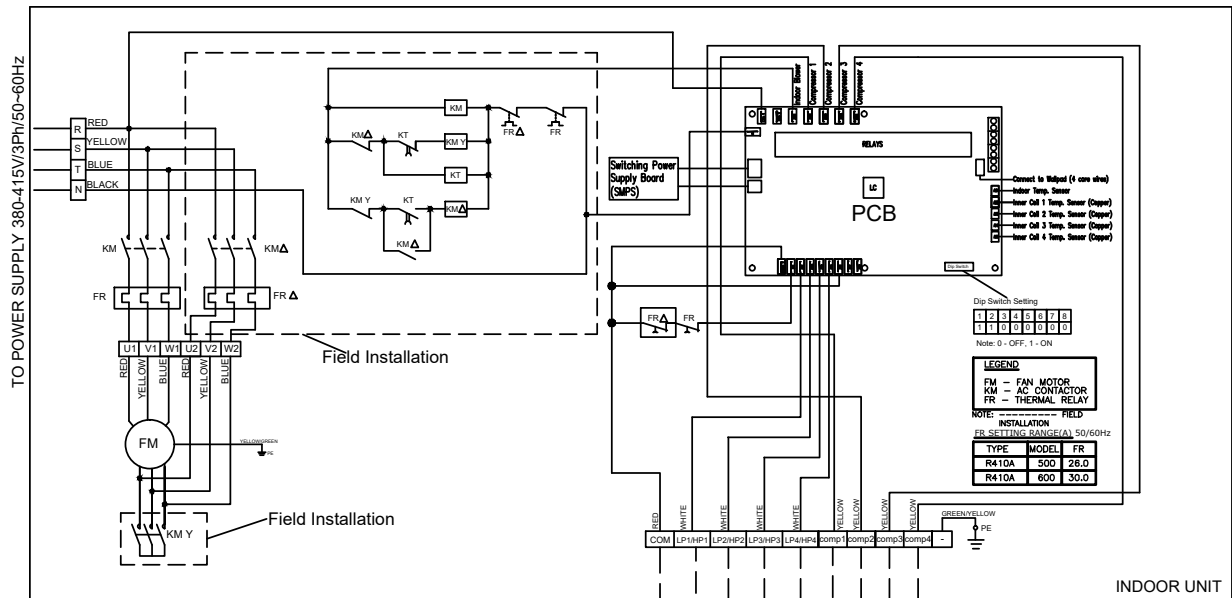 TO POWER SUPPLY 380-415V/3Ph/50~60Hz
R RED
S YELLOW
T BLUE
N BLACK
KM
KM△
FR
FR △
U1 V1 W1 U2 V2 W2
RED
YELLOW
BLUE
RED
YELLOW
BLUE
FM
YELLOW/GREEN
PE
KM Y
Field Installation
Field Installation
KM
FR△
FR
KM△
KT
KM Y
KT
KM Y
KT
KM△
KM△
Indoor Blower
Compressor 1
Compressor 2
Compressor 3
Compressor 4
RELAYS
Switching Power
Supply Board
(SMPS)
LC
PCB
Connect to Wallpad (4 core wires)
Indoor Temp. Sensor
Inner Coil 1 Temp. Sensor (Copper)
Inner Coil 2 Temp. Sensor (Copper)
Inner Coil 3 Temp. Sensor (Copper)
Inner Coil 4 Temp. Sensor (Copper)
Dip Switch
Dip Switch Setting
1 2 3 4 5 6 7 8
1 1 0 0 0 0 0 0
Note: 0 - OFF, 1 - ON
FR△
FR
LEGEND
FM – FAN MOTOR
KM – AC CONTACTOR
FR – THERMAL RELAY
NOTE: --------- FIELD
INSTALLATION
FR SETTING RANGE(A) 50/60Hz
TYPE MODEL FR
R410A 500 26.0
R410A 600 30.0
RED
WHITE
WHITE
WHITE
WHITE
YELLOW
YELLOW
YELLOW
YELLOW
GREEN/YELLOW
PE
COM LP1/HP1 LP2/HP2 LP3/HP3 LP4/HP4 comp1 comp2 comp3 comp4 -
INDOOR UNIT